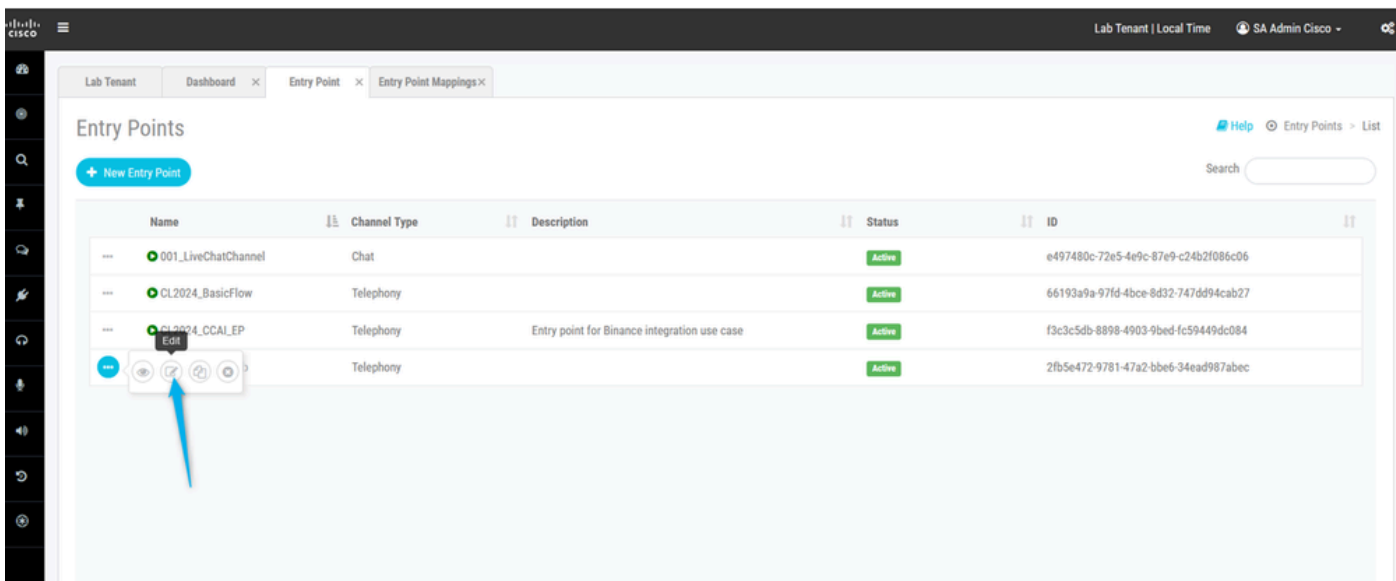 cisco
Lab Tenant | Local Time SA Admin Cisco
Lab Tenant Dashboard × Entry Point × Entry Point Mappings×
Entry Points
Help Entry Points > List
+ New Entry Point
Search
Name Channel Type Description Status ID
001_LiveChatChannel Chat Active e497480c-72e5-4e9c-87e9-c24b2f086c06
CL2024_BasicFlow Telephony Active 66193a9a-97fd-4bce-8d32-747dd94cab27
CL2024_CCAI_EP Telephony Entry point for Binance integration use case Active f3c3c5db-8898-4903-9bed-fc59449dc084
Edit
Telephony Active 2fb5e472-9781-47a2-bbe6-34ead987abec